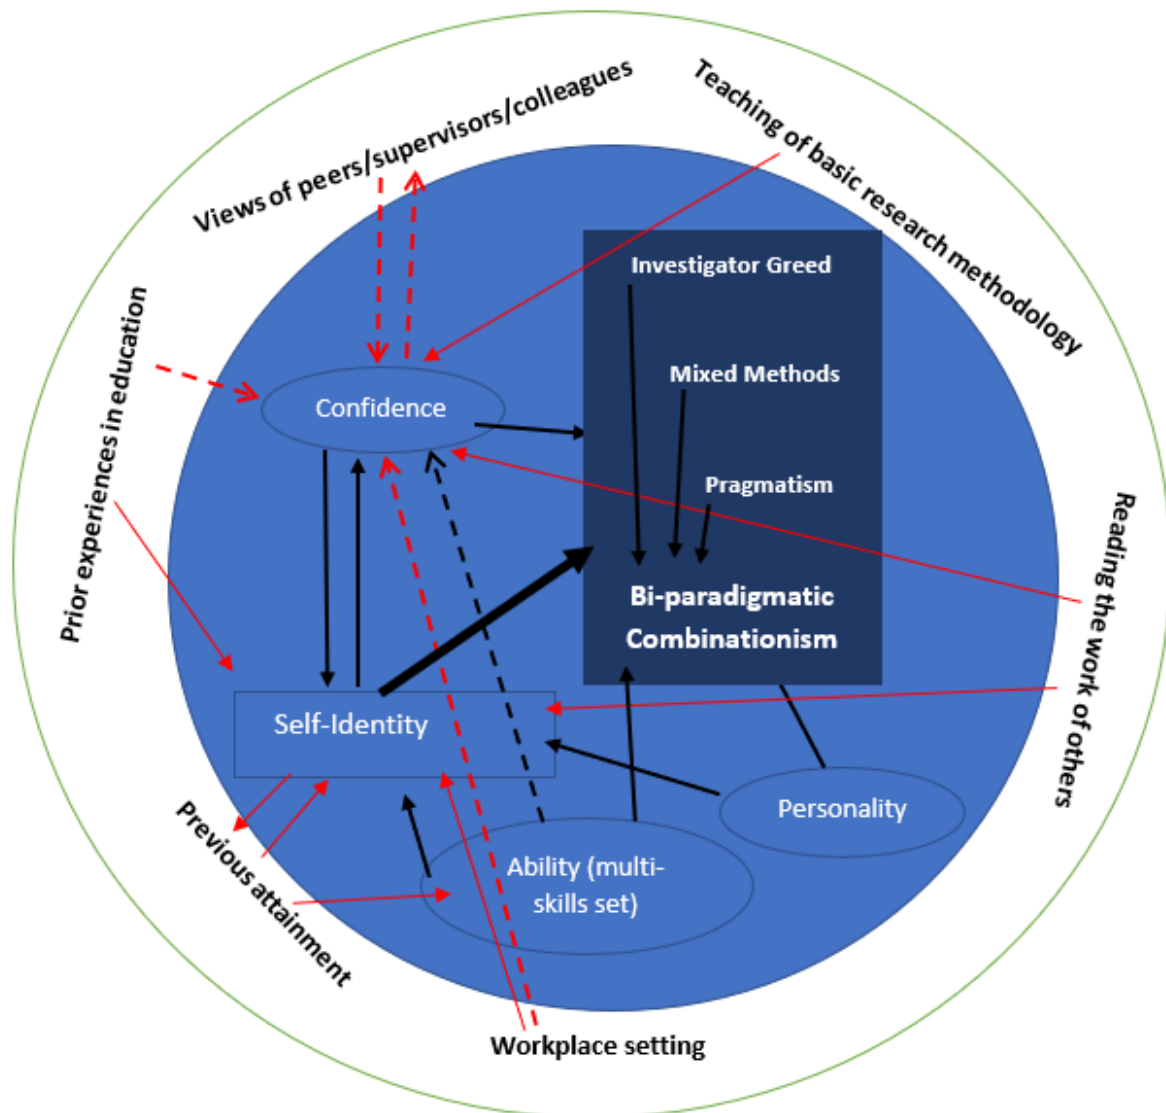 Views of peers/supervisors/colleagues
Teaching of basic research methodology
Investigator Greed
Prior experiences in education
Mixed Methods
Confidence
Pragmatism
Reading the work of others
Bi-paradigmatic
Combinationism
Self-Identity
Personality
Previous attainment
Ability (multi-
skills set)
Workplace setting